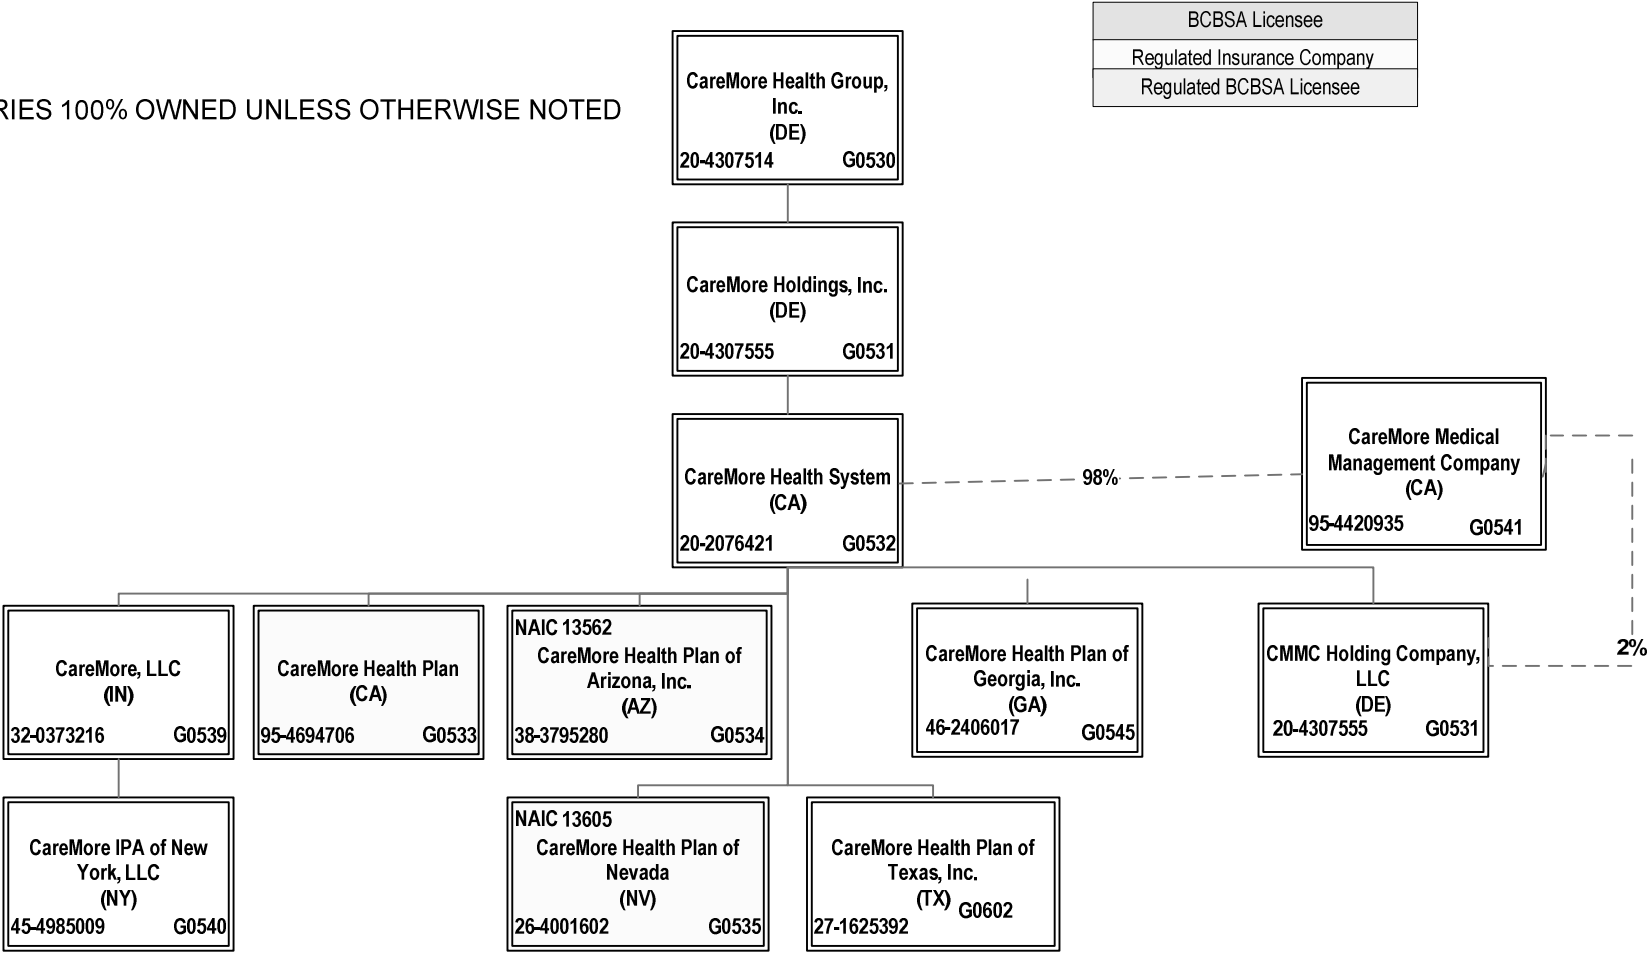 BCBSA Licensee
Regulated Insurance Company
Regulated BCBSA Licensee
RIES 100% OWNED UNLESS OTHERWISE NOTED
CareMore Health Group,
Inc.
(DE)
20-4307514 G0530
CareMore Holdings, Inc.
(DE)
20-4307555 G0531
CareMore Health System
(CA)
20-2076421 G0532
98%
CareMore Medical
Management Company
(CA)
95-4420935 G0541
2%
CareMore, LLC
(IN)
32-0373216 G0539
CareMore Health Plan
(CA)
95-4694706 G0533
NAIC 13562
CareMore Health Plan of
Arizona, Inc.
(AZ)
38-3795280 G0534
CareMore Health Plan of
Georgia, Inc.
(GA)
46-2406017 G0545
CMMC Holding Company,
LLC
(DE)
20-4307555 G0531
CareMore IPA of New
York, LLC
(NY)
45-4985009 G0540
NAIC 13605
CareMore Health Plan of
Nevada
(NV)
26-4001602 G0535
CareMore Health Plan of
Texas, Inc.
(TX) G0602
27-1625392